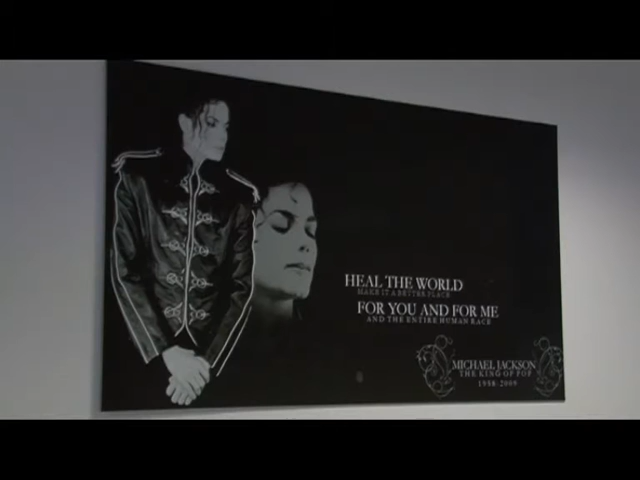 HEAL THE WORLD
MAKE IT A BETTER PLACE
FOR YOU AND FOR ME
AND THE ENTIRE HUMAN RACE
MICHAEL JACKSON
THE KING OF POP
1958-2009